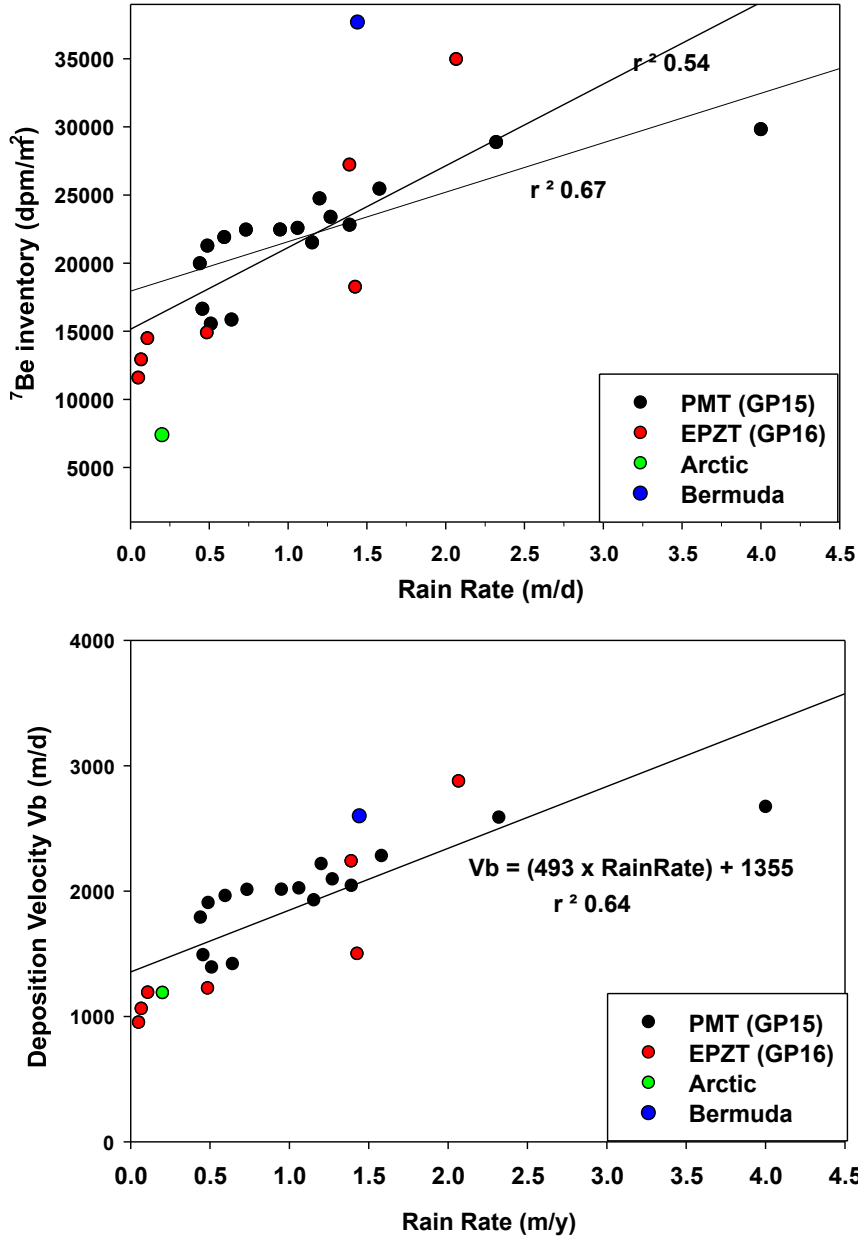 35000
30000
25000
20000
15000
10000
5000
⁷Be inventory (dpm/m²)
r ² 0.54
r ² 0.67
PMT (GP15)
EPZT (GP16)
Arctic
Bermuda
0.0 0.5 1.0 1.5 2.0 2.5 3.0 3.5 4.0 4.5
Rain Rate (m/d)
4000
3000
2000
1000
0
Deposition Velocity Vb (m/d)
Vb = (493 x RainRate) + 1355
r ² 0.64
PMT (GP15)
EPZT (GP16)
Arctic
Bermuda
0.0 0.5 1.0 1.5 2.0 2.5 3.0 3.5 4.0 4.5
Rain Rate (m/y)